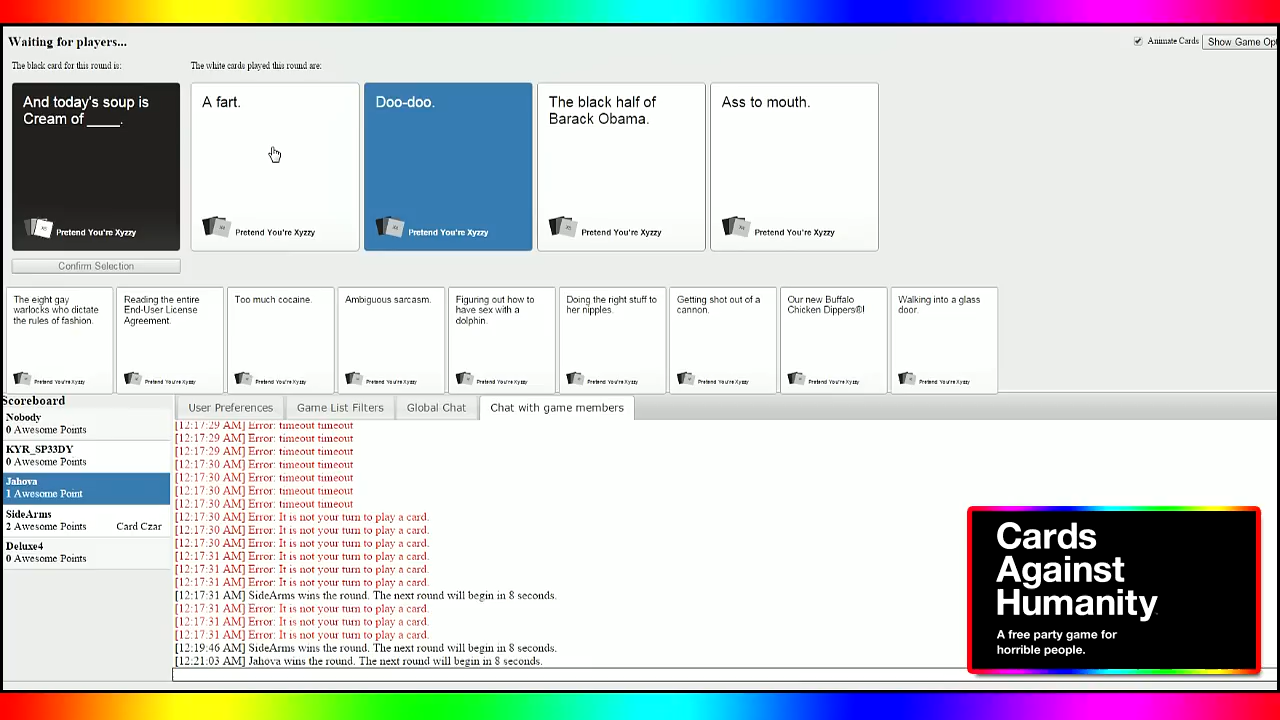 Waiting for players...
Animate Cards
Show Game Opt
The black card for this round is:
The white cards played this round are:
And today's soup is
Cream of ____.
Pretend You're Xyzzy
A fart.
Pretend You're Xyzzy
Doo-doo.
Pretend You're Xyzzy
The black half of
Barack Obama.
Pretend You're Xyzzy
Ass to mouth.
Pretend You're Xyzzy
Confirm Selection
The eight gay
warlocks who dictate
the rules of fashion.
Pretend You're Xyzzy
Reading the entire
End-User License
Agreement.
Pretend You're Xyzzy
Too much cocaine.
Pretend You're Xyzzy
Ambiguous sarcasm.
Pretend You're Xyzzy
Figuring out how to
have sex with a
dolphin.
Pretend You're Xyzzy
Doing the right stuff to
her nipples.
Pretend You're Xyzzy
Getting shot out of a
cannon.
Pretend You're Xyzzy
Our new Buffalo
Chicken Dippers®!
Pretend You're Xyzzy
Walking into a glass
door.
Pretend You're Xyzzy
Scoreboard
Nobody
0 Awesome Points
KYR_SP33DY
0 Awesome Points
Jahova
1 Awesome Point
SideArms
2 Awesome Points Card Czar
Deluxe4
0 Awesome Points
User Preferences
Game List Filters
Global Chat
Chat with game members
[12:17:29 AM] Error: timeout timeout
[12:17:29 AM] Error: timeout timeout
[12:17:29 AM] Error: timeout timeout
[12:17:30 AM] Error: timeout timeout
[12:17:30 AM] Error: timeout timeout
[12:17:30 AM] Error: timeout timeout
[12:17:30 AM] Error: timeout timeout
[12:17:30 AM] Error: It is not your turn to play a card.
[12:17:30 AM] Error: It is not your turn to play a card.
[12:17:30 AM] Error: It is not your turn to play a card.
[12:17:31 AM] Error: It is not your turn to play a card.
[12:17:31 AM] Error: It is not your turn to play a card.
[12:17:31 AM] Error: It is not your turn to play a card.
[12:17:31 AM] SideArms wins the round. The next round will begin in 8 seconds.
[12:17:31 AM] Error: It is not your turn to play a card.
[12:17:31 AM] Error: It is not your turn to play a card.
[12:17:31 AM] Error: It is not your turn to play a card.
[12:19:46 AM] SideArms wins the round. The next round will begin in 8 seconds.
[12:21:03 AM] Jahova wins the round. The next round will begin in 8 seconds.
Cards
Against
Humanity
A free party game for
horrible people.